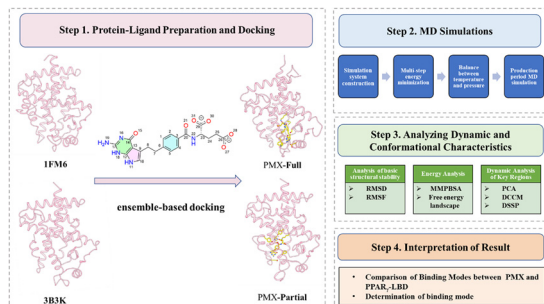 Step 1. Protein-Ligand Preparation and Docking
1FM6
3B3K
ensemble-based docking
PMX-Full
PMX-Partial
Step 2. MD Simulations
Simulation
system
construction
Multi-step
energy
minimization
Balance
between
temperature
and pressure
Production
period MD
simulation
Step 3. Analyzing Dynamic and
Conformational Characteristics
Analysis of basic
structural stability
➢ RMSD
➢ RMSF
Energy Analysis
➢ MMPBSA
➢ Free energy
landscape
Dynamic Analysis
of Key Regions
➢ PCA
➢ DCCM
➢ DSSP
Step 4. Interpretation of Result
• Comparison of Binding Modes between PMX and
PPARγ-LBD
• Determination of binding mode